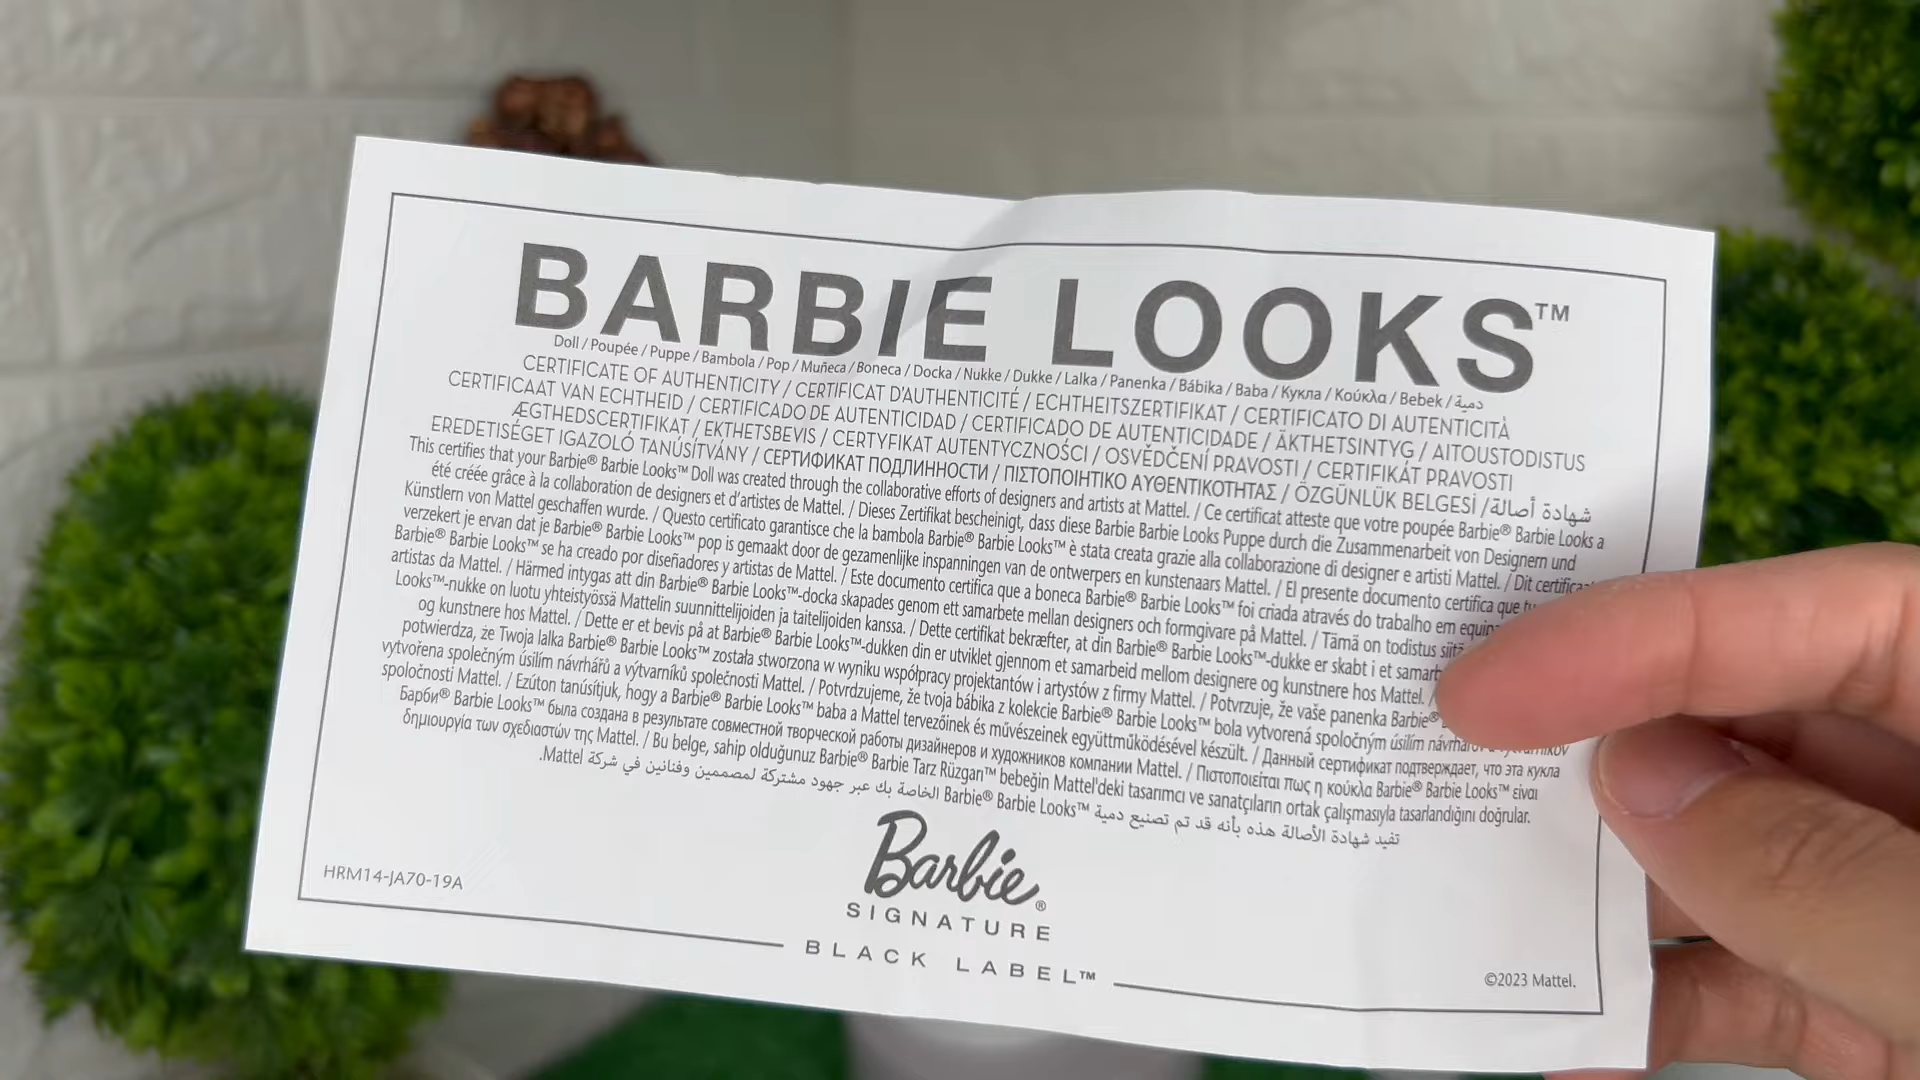 BARBIE LOOKS™
Doll / Poupée / Puppe / Bambola / Pop / Muñeca / Boneca / Docka / Nukke / Dukke / Lalka / Panenka / Bábika / Baba / Кукла / Κούκλα / Bebek / دمية
CERTIFICATE OF AUTHENTICITY / CERTIFICAT D'AUTHENTICITÉ / ECHTHEITSZERTIFIKAT / CERTIFICATO DI AUTENTICITÀ
CERTIFICAAT VAN ECHTHEID / CERTIFICADO DE AUTENTICIDAD / CERTIFICADO DE AUTENTICIDADE / ÄKTHETSINTYG / AITOUSTODISTUS
ÆGTHEDSCERTIFIKAT / EKTHETSBEVIS / CERTYFIKAT AUTENTYCZNOŚCI / OSVĚDČENÍ PRAVOSTI / CERTIFIKÁT PRAVOSTI
EREDETISÉGET IGAZOLÓ TANÚSÍTVÁNY / СЕРТИФИКАТ ПОДЛИННОСТИ / ΠΙΣΤΟΠΟΙΗΤΙΚΟ ΑΥΘΕΝΤΙΚΟΤΗΤΑΣ / ÖZGÜNLÜK BELGESİ / شهادة أصالة
This certifies that your Barbie® Barbie Looks™ Doll was created through the collaborative efforts of designers and artists at Mattel. / Ce certificat atteste que votre poupée Barbie® Barbie Looks a
été créée grâce à la collaboration de designers et d'artistes de Mattel. / Dieses Zertifikat bescheinigt, dass diese Barbie Barbie Looks Puppe durch die Zusammenarbeit von Designern und
Künstlern von Mattel geschaffen wurde. / Questo certificato garantisce che la bambola Barbie® Barbie Looks™ è stata creata grazie alla collaborazione di designer e artisti Mattel. / Dit
verzekert je ervan dat je Barbie® Barbie Looks™ pop is gemaakt door de gezamenlijke inspanningen van de ontwerpers en kunstenaars Mattel. / El presente documento certifica que
Barbie® Barbie Looks™ se ha creado por diseñadores y artistas de Mattel. / Este documento certifica que a boneca Barbie® Barbie Looks™ foi criada através do trabalho em
artistas da Mattel. / Härmed intygas att din Barbie® Barbie Looks™-docka skapades genom ett samarbete mellan designers och formgivare på Mattel. / Tämä on todistus siitä
Looks™-nukke on luotu yhteistyössä Mattelin suunnittelijoiden ja taitelijoiden kanssa. / Dette certifikat bekræfter, at din Barbie® Barbie Looks™-dukke er skabt i et
og kunstnere hos Mattel. / Dette er et bevis på at Barbie® Barbie Looks™-dukken din er utviklet gjennom et samarbeid mellom designere og kunstnere hos Mattel. /
potwierdza, że Twoja lalka Barbie® Barbie Looks™ została stworzona w wyniku współpracy projektantów i artystów z firmy Mattel. / Potvrzuje, že vaše panenka Barbie®
vytvořena společným úsilím návrhářů a výtvarníků společnosti Mattel. / Potvrdzujeme, že tvoja bábika z kolekcie Barbie® Barbie Looks™ bola vytvorená spoločným úsilím
spoločnosti Mattel. / Ezúton tanúsítjuk, hogy a Barbie® Barbie Looks™ baba a Mattel tervezőinek és művészeinek együttműködésével készült. / Данный сертификат подтверждает, что эта кукла
Барби® Barbie Looks™ была создана в результате совместной творческой работы дизайнеров и художников компании Mattel. / Πιστοποιείται πως η κούκλα Barbie® Barbie Looks™ είναι
δημιουργία των σχεδιαστών της Mattel. / Bu belge, sahip olduğunuz Barbie® Barbie Tarz Rüzgarı™ bebeğin Mattel'deki tasarımcı ve sanatçıların ortak çalışmasıyla tasarlandığını doğrular.
تفيد شهادة الأصالة هذه بأنه قد تم تصنيع دمية Barbie® Barbie Looks™ الخاصة بك عبر جهود مشتركة لمصممين وفنانين في شركة Mattel.
Barbie®
SIGNATURE
BLACK LABEL™
HRM14-JA70-19A
©2023 Mattel.